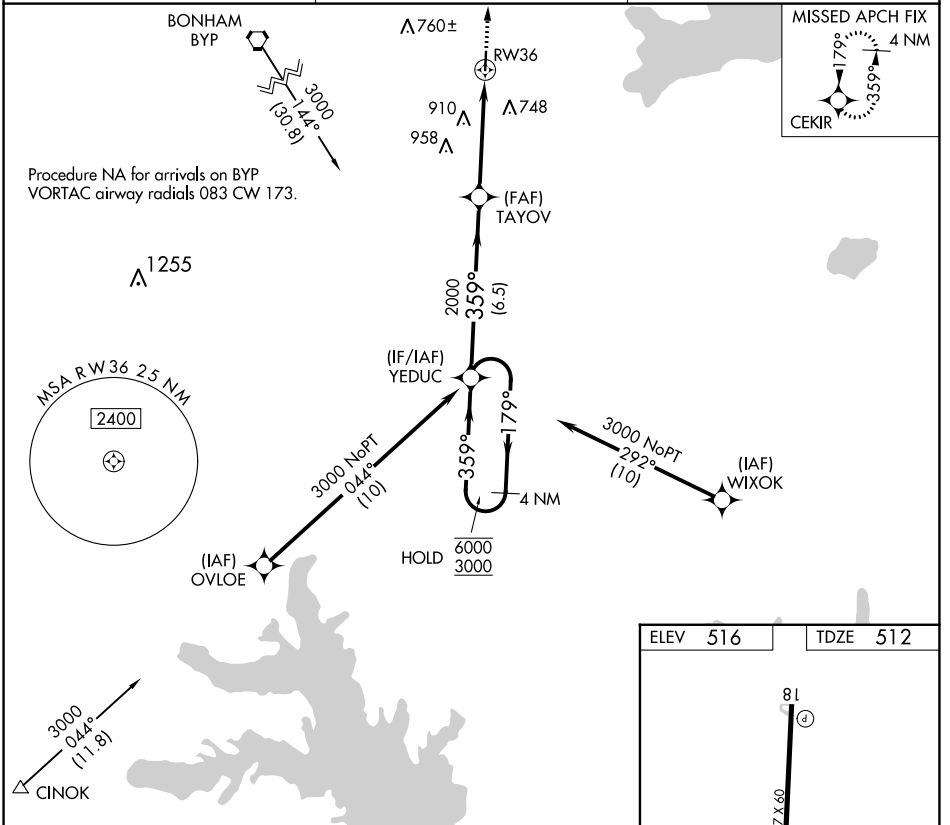 BONHAM
BYP
3000
144°
(30.8)
760±
RW36
910
748
958
MISSED APCH FIX
4 NM
179°
359°
CEKIR
Procedure NA for arrivals on BYP
VORTAC airway radials 083 CW 173.
(FAF)
TAYOV
1255
2000
359°
(6.5)
(IF/IAF)
YEDUC
MSA RW36 25 NM
2400
3000 NoPT
044°
(10)
359°
179°
4 NM
3000 NoPT
292°
(10)
(IAF)
WIXOK
(IAF)
OVLOE
HOLD
6000
3000
3000
044°
(11.8)
CINOK
ELEV 516
TDZE 512
18
P
7 X 60